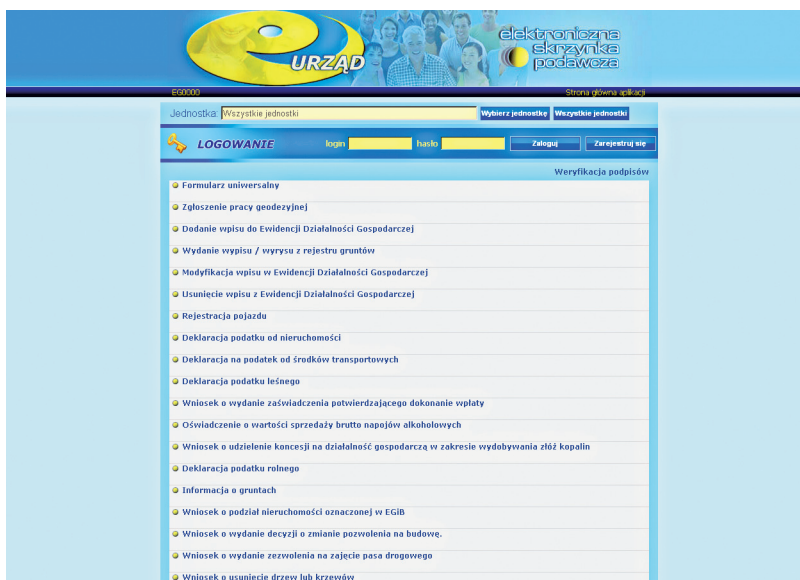 e
URZĄD
elektroniczna
skrzynka
podawcza
EG0000 Strona główna aplikacji
Jednostka: Wszystkie jednostki Wybierz jednostkę Wszystkie jednostki
LOGOWANIE login hasło Zaloguj Zarejestruj się
Weryfikacja podpisów
Formularz uniwersalny
Zgłoszenie pracy geodezyjnej
Dodanie wpisu do Ewidencji Działalności Gospodarczej
Wydanie wypisu / wyrysu z rejestru gruntów
Modyfikacja wpisu w Ewidencji Działalności Gospodarczej
Usunięcie wpisu z Ewidencji Działalności Gospodarczej
Rejestracja pojazdu
Deklaracja podatku od nieruchomości
Deklaracja na podatek od środków transportowych
Deklaracja podatku leśnego
Wniosek o wydanie zaświadczenia potwierdzającego dokonanie wpłaty
Oświadczenie o wartości sprzedaży brutto napojów alkoholowych
Wniosek o udzielenie koncesji na działalność gospodarczą w zakresie wydobywania złóż kopalin
Deklaracja podatku rolnego
Informacja o gruntach
Wniosek o podział nieruchomości oznaczonej w EGiB
Wniosek o wydanie decyzji o zmianie pozwolenia na budowę.
Wniosek o wydanie zezwolenia na zajęcie pasa drogowego
Wniosek o usunięcie drzew lub krzewów